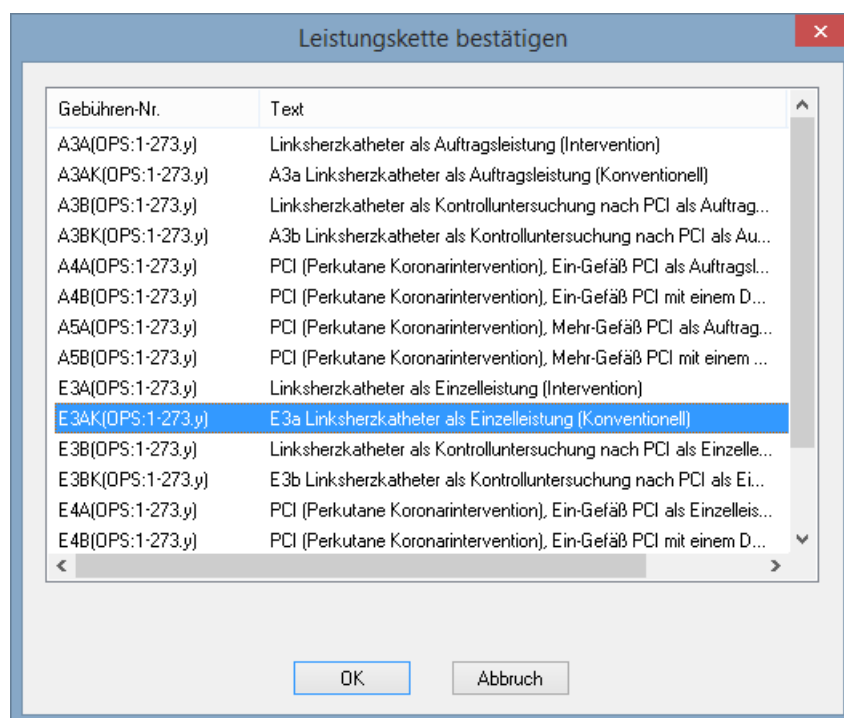 Leistungskette bestätigen
Gebühren-Nr. Text
A3A(OPS:1-273.y) Linksherzkatheter als Auftragsleistung (Intervention)
A3AK(OPS:1-273.y) A3a Linksherzkatheter als Auftragsleistung (Konventionell)
A3B(OPS:1-273.y) Linksherzkatheter als Kontrolluntersuchung nach PCI als Auftrag...
A3BK(OPS:1-273.y) A3b Linksherzkatheter als Kontrolluntersuchung nach PCI als Au...
A4A(OPS:1-273.y) PCI (Perkutane Koronarintervention), Ein-Gefäß PCI als Auftragsl...
A4B(OPS:1-273.y) PCI (Perkutane Koronarintervention), Ein-Gefäß PCI mit einem D...
A5A(OPS:1-273.y) PCI (Perkutane Koronarintervention), Mehr-Gefäß PCI als Auftrag...
A5B(OPS:1-273.y) PCI (Perkutane Koronarintervention), Mehr-Gefäß PCI mit einem ...
E3A(OPS:1-273.y) Linksherzkatheter als Einzelleistung (Intervention)
E3AK(OPS:1-273.y) E3a Linksherzkatheter als Einzelleistung (Konventionell)
E3B(OPS:1-273.y) Linksherzkatheter als Kontrolluntersuchung nach PCI als Einzelle...
E3BK(OPS:1-273.y) E3b Linksherzkatheter als Kontrolluntersuchung nach PCI als Ei...
E4A(OPS:1-273.y) PCI (Perkutane Koronarintervention), Ein-Gefäß PCI als Einzelleis...
E4B(OPS:1-273.y) PCI (Perkutane Koronarintervention), Ein-Gefäß PCI mit einem D...
OK Abbruch